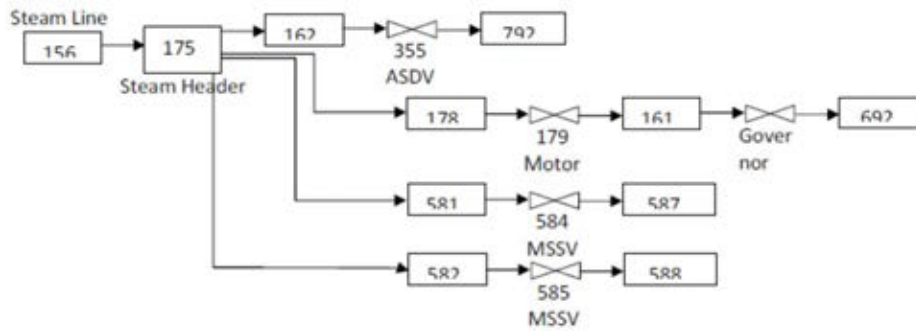 Steam Line
156
175
Steam Header
162
355
ASDV
792
178
179
Motor
161
Gover
nor
692
581
584
MSSV
587
582
585
MSSV
588